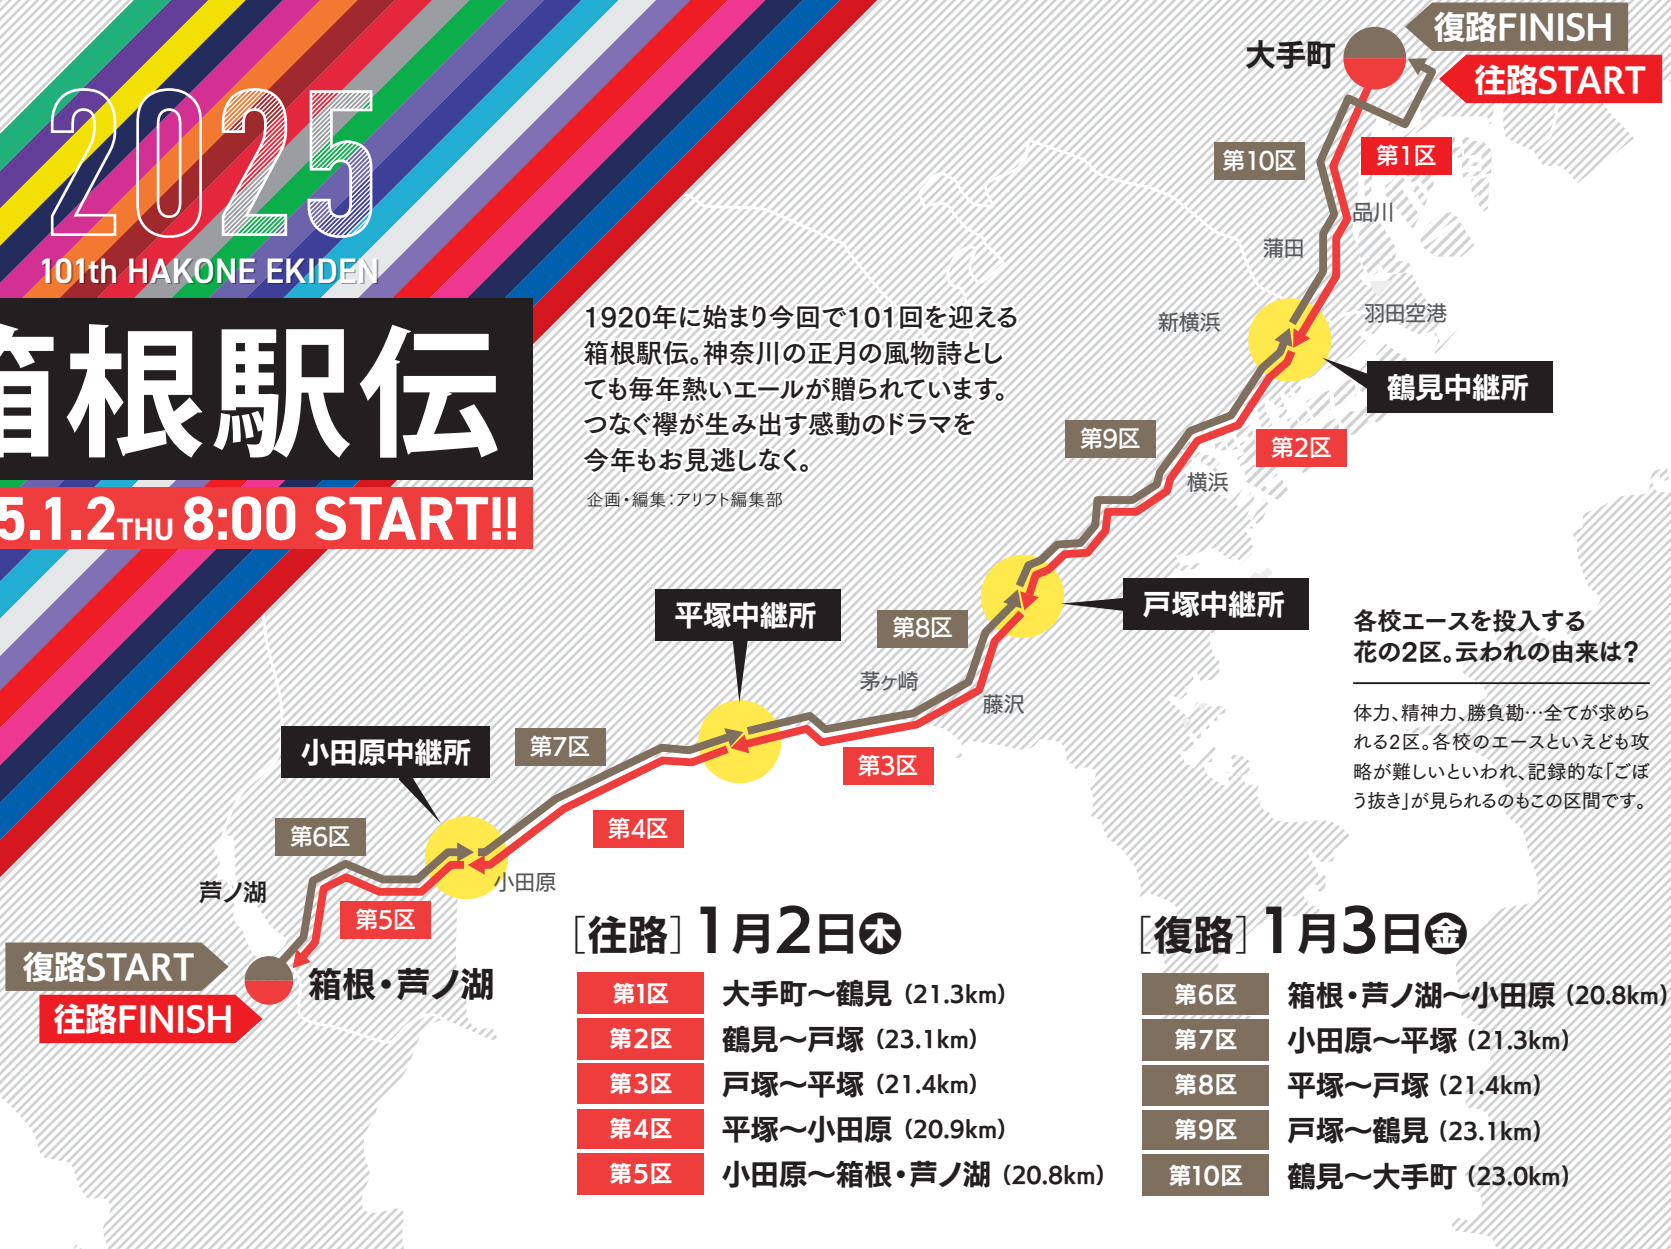 2025
101th HAKONE EKIDEN
箱根駅伝
5.1.2THU 8:00 START!!
1920年に始まり今回で101回を迎える
箱根駅伝。神奈川の正月の風物詩とし
ても毎年熱いエールが贈られています。
つなぐ襷が生み出す感動のドラマを
今年もお見逃しなく。
企画・編集:アリフト編集部
復路FINISH
大手町
往路START
第10区
第1区
品川
蒲田
羽田空港
新横浜
鶴見中継所
第9区
第2区
横浜
戸塚中継所
平塚中継所
第8区
茅ヶ崎
藤沢
小田原中継所
第7区
第3区
第4区
第6区
小田原
芦ノ湖
第5区
復路START
箱根・芦ノ湖
往路FINISH
各校エースを投入する
花の2区。云われの由来は?
体力、精神力、勝負勘…全てが求めら
れる2区。各校のエースといえども攻
略が難しいといわれ、記録的な「ごぼ
う抜き」が見られるのもこの区間です。
[往路]1月2日木
第1区 大手町〜鶴見(21.3km)
第2区 鶴見〜戸塚(23.1km)
第3区 戸塚〜平塚(21.4km)
第4区 平塚〜小田原(20.9km)
第5区 小田原〜箱根・芦ノ湖(20.8km)
[復路]1月3日金
第6区 箱根・芦ノ湖〜小田原(20.8km)
第7区 小田原〜平塚(21.3km)
第8区 平塚〜戸塚(21.4km)
第9区 戸塚〜鶴見(23.1km)
第10区 鶴見〜大手町(23.0km)